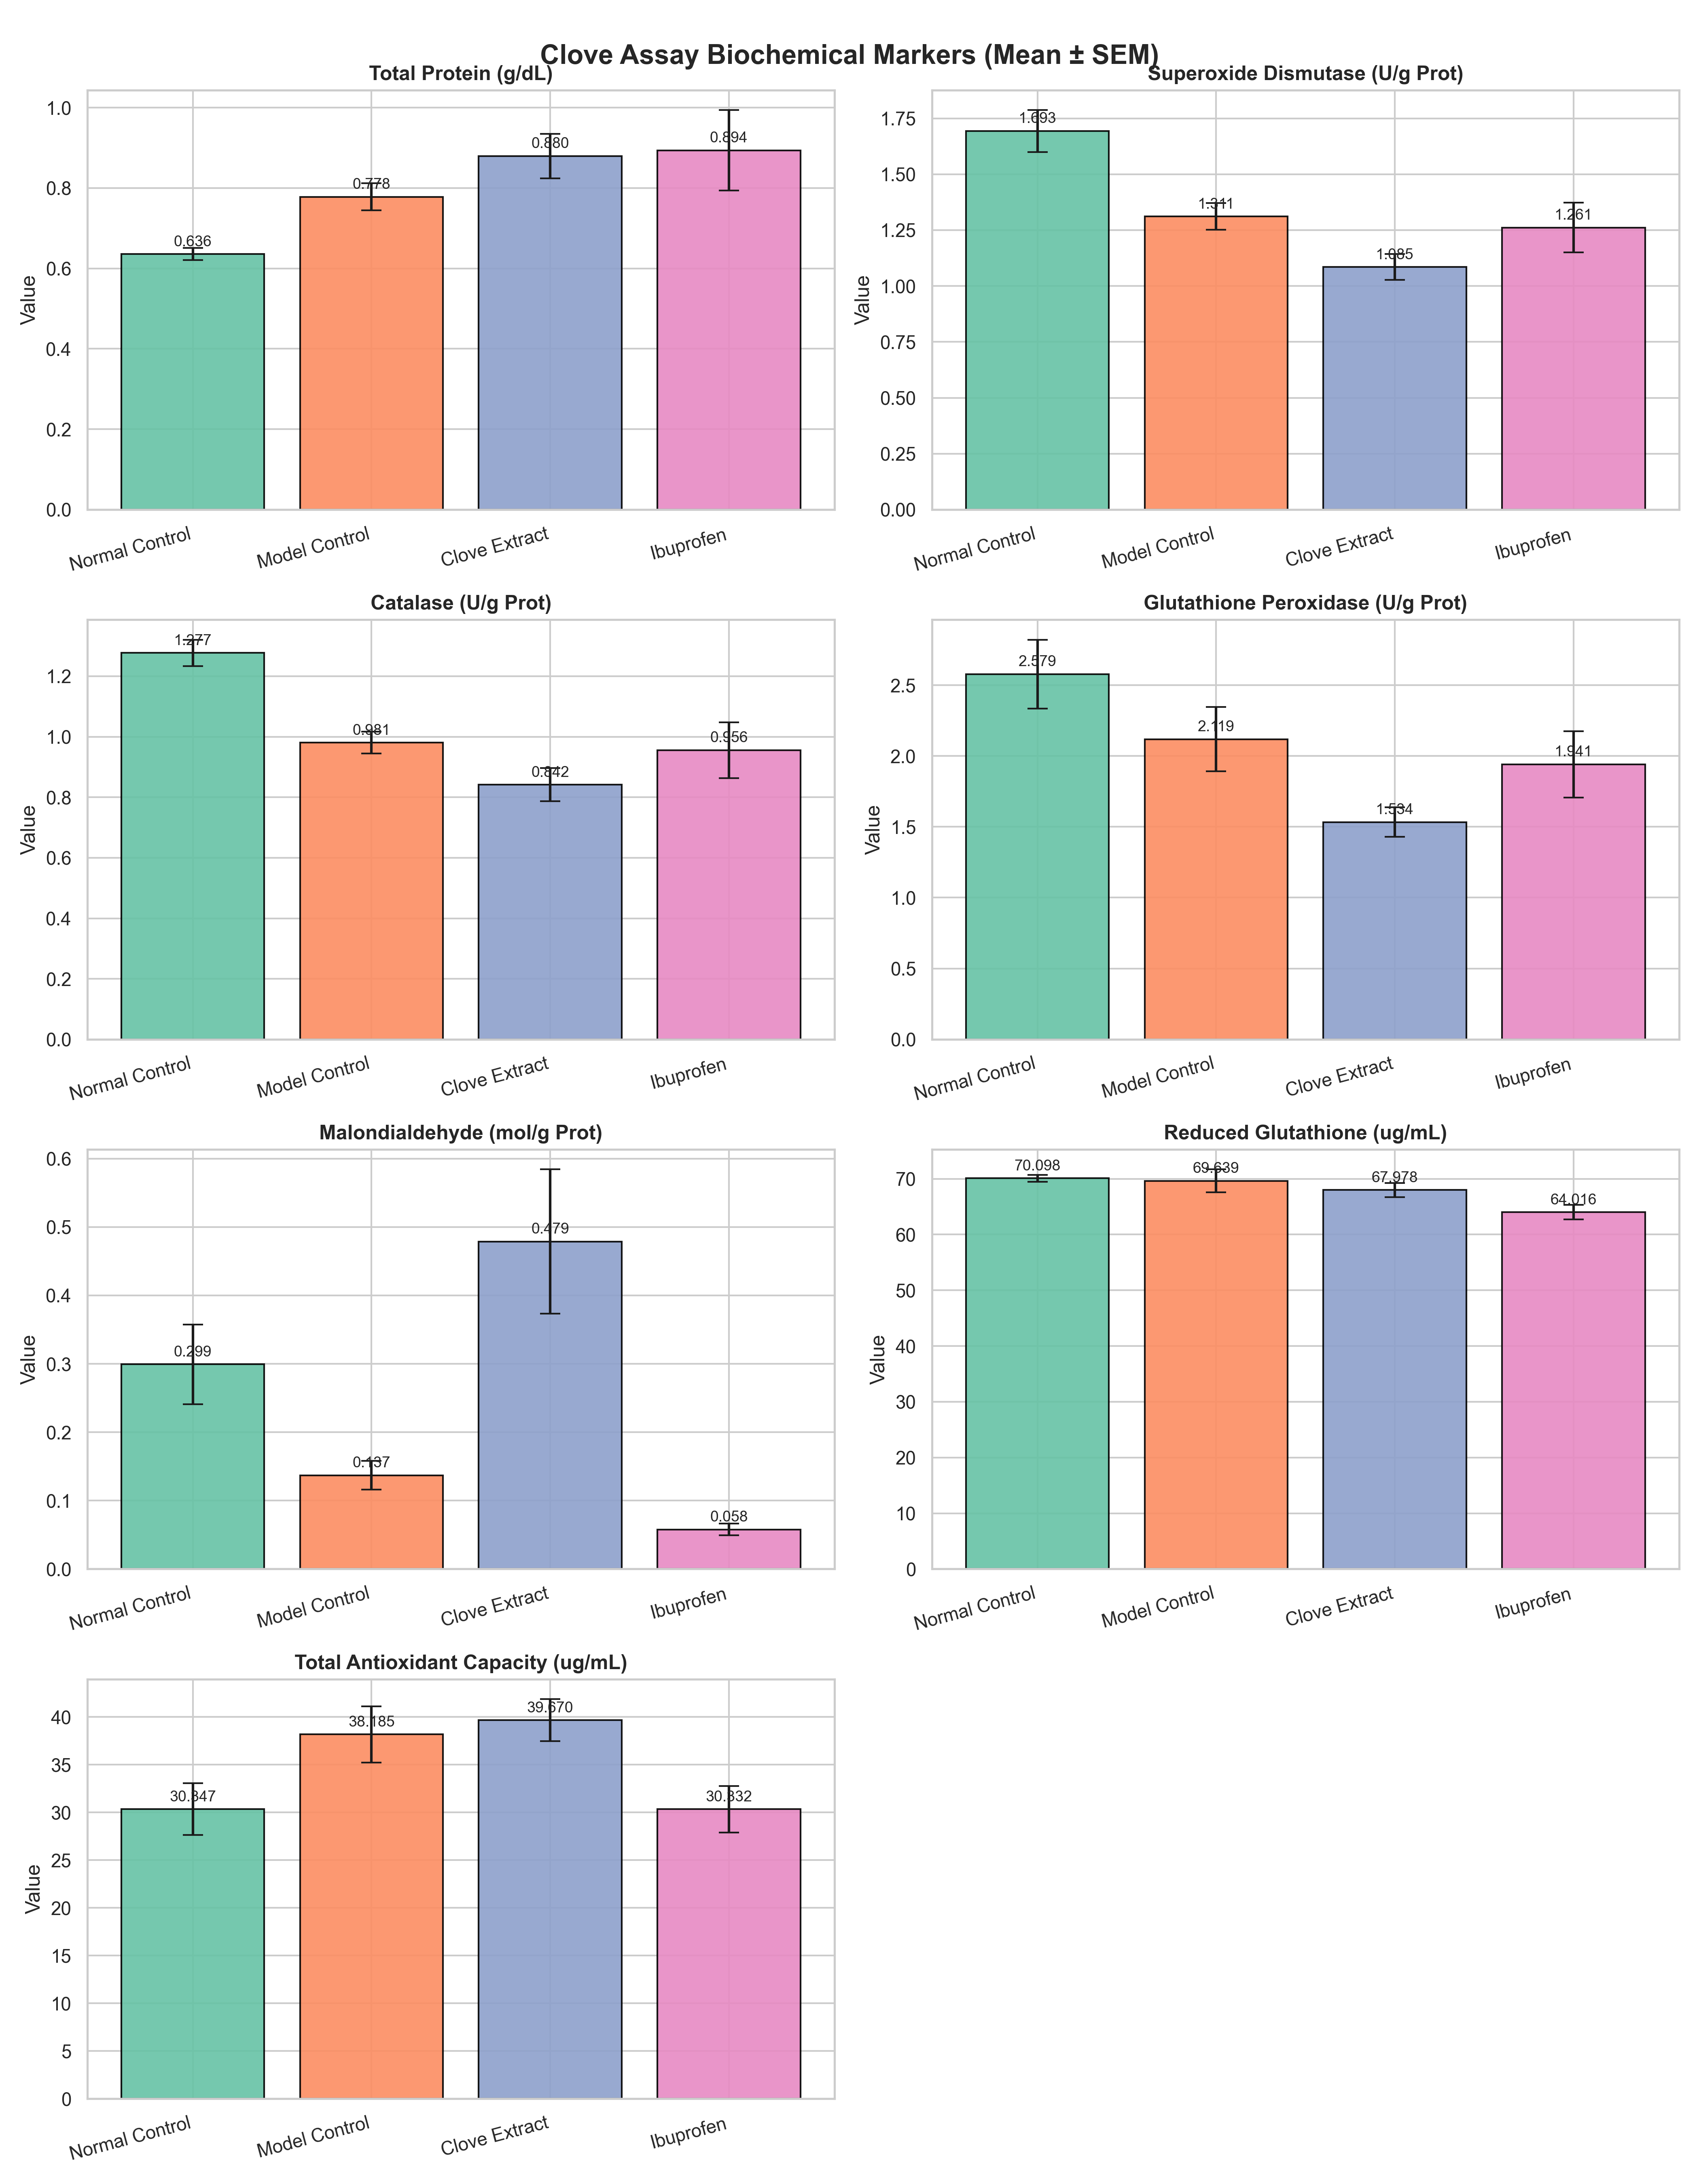 Clove Assay Biochemical Markers (Mean ± SEM)
Total Protein (g/dL)
Value
1.0
0.8
0.6
0.4
0.2
0.0
0.636
0.778
0.880
0.894
Normal Control
Model Control
Clove Extract
Ibuprofen
Superoxide Dismutase (U/g Prot)
Value
1.75
1.50
1.25
1.00
0.75
0.50
0.25
0.00
1.693
1.311
1.085
1.261
Normal Control
Model Control
Clove Extract
Ibuprofen
Catalase (U/g Prot)
Value
1.2
1.0
0.8
0.6
0.4
0.2
0.0
1.277
0.981
0.842
0.956
Normal Control
Model Control
Clove Extract
Ibuprofen
Glutathione Peroxidase (U/g Prot)
Value
2.5
2.0
1.5
1.0
0.5
0.0
2.579
2.119
1.534
1.941
Normal Control
Model Control
Clove Extract
Ibuprofen
Malondialdehyde (mol/g Prot)
Value
0.6
0.5
0.4
0.3
0.2
0.1
0.0
0.299
0.137
0.479
0.058
Normal Control
Model Control
Clove Extract
Ibuprofen
Reduced Glutathione (ug/mL)
Value
70
60
50
40
30
20
10
0
70.098
69.639
67.978
64.016
Normal Control
Model Control
Clove Extract
Ibuprofen
Total Antioxidant Capacity (ug/mL)
Value
40
35
30
25
20
15
10
5
0
30.347
38.185
39.670
30.332
Normal Control
Model Control
Clove Extract
Ibuprofen